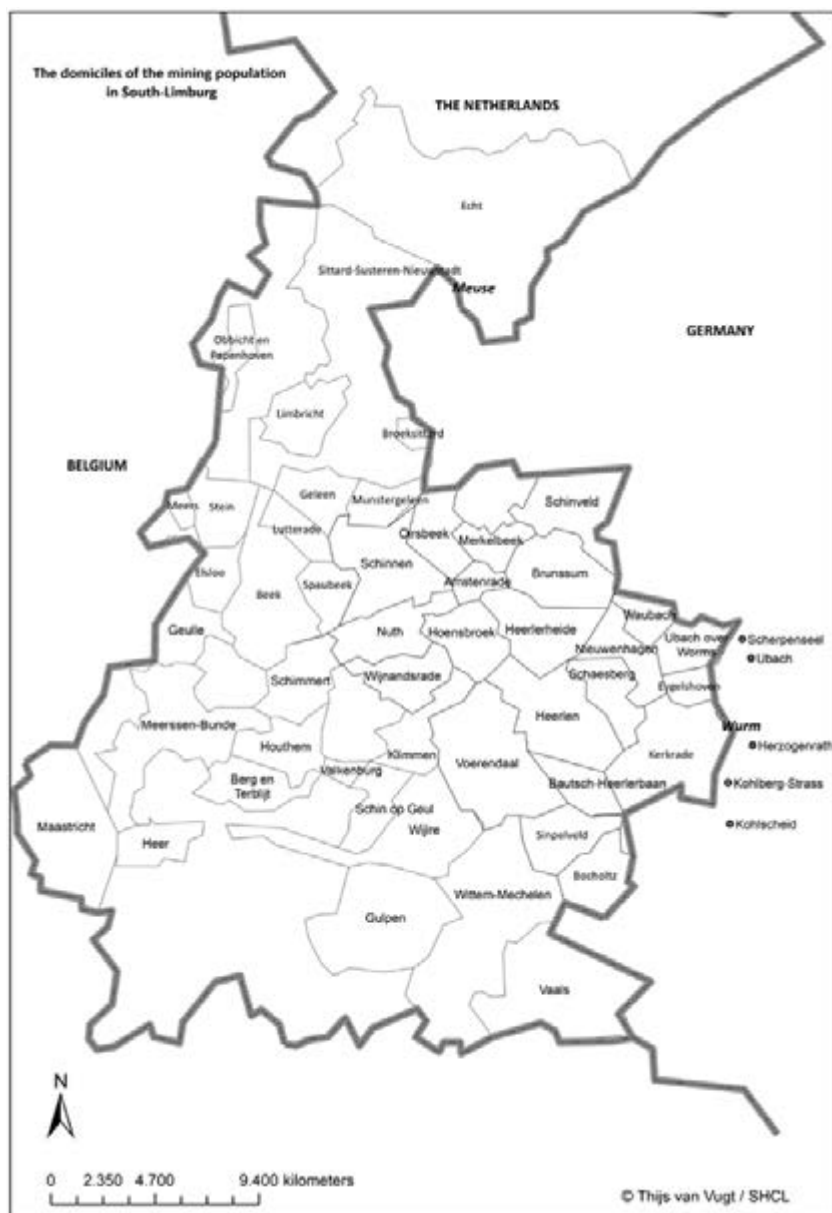 The domiciles of the mining population
in South-Limburg
THE NETHERLANDS
Echt
Sittard-Susteren-Nieuwstadt
Meuse
GERMANY
Obbicht en
Papenhoven
Limbricht
Broeksittard
BELGIUM
Geleen
Munstergeleen
Schinveld
Meers
Stein
Lutterade
Oirsbeek
Merkelbeek
Schinnen
Elsloo
Spaubeek
Amstenrade
Brunssum
Beek
Geulle
Nuth
Hoensbroek
Heerlerheide
Waubach
Ubach over
Worms
Scherpenseel
Ubach
Nieuwenhagen
Schimmert
Wijnandsrade
Schaesberg
Eygelshoven
Meerssen-Bunde
Heerlen
Wurm
Houthem
Klimmen
Voerendaal
Kerkrade
Herzogenrath
Valkenburg
Berg en
Terblijt
Bautsch-Heerlerbaan
Kohlberg-Strass
Schin op Geul
Maastricht
Heer
Wijlre
Simpelveld
Kohlscheid
Bocholtz
Wittem-Mechelen
Gulpen
Vaals
N
0 2.350 4.700 9.400 kilometers
© Thijs van Vugt / SHCL